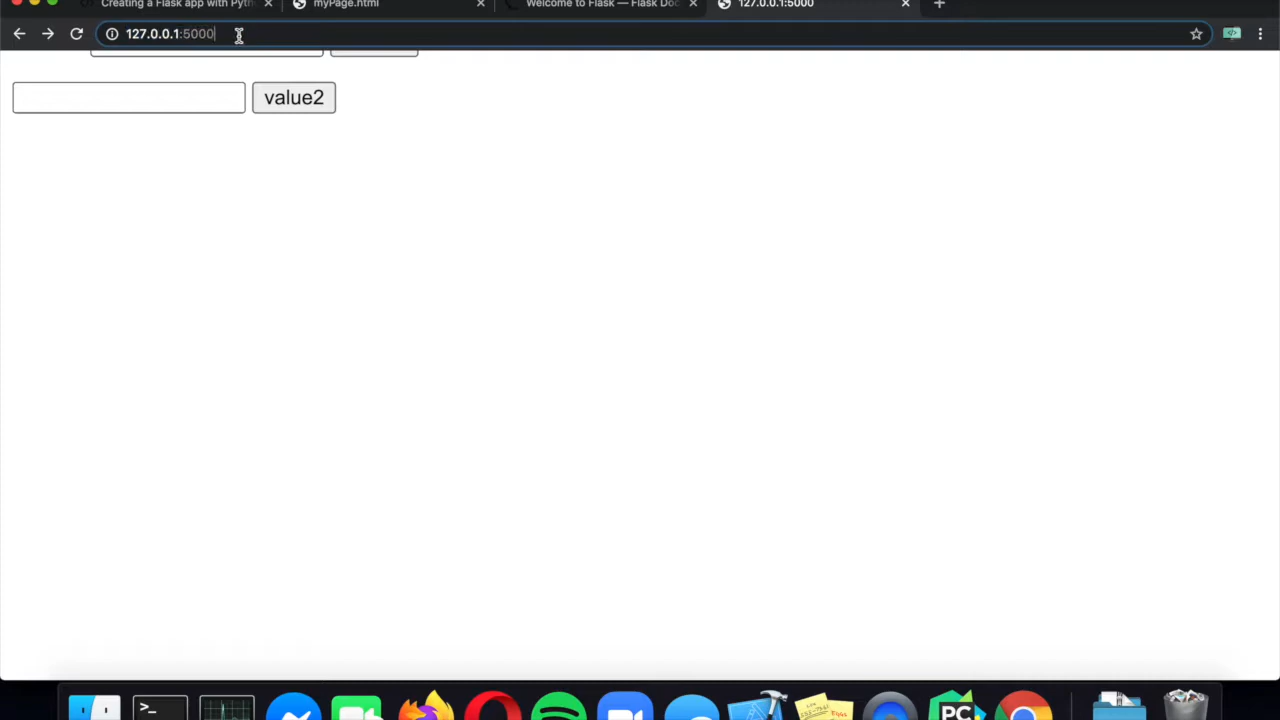 Creating a Flask app with Pyth
myPage.html
Welcome to Flask — Flask Doc
127.0.0.1:5000
127.0.0.1:5000
value2
>_
PC